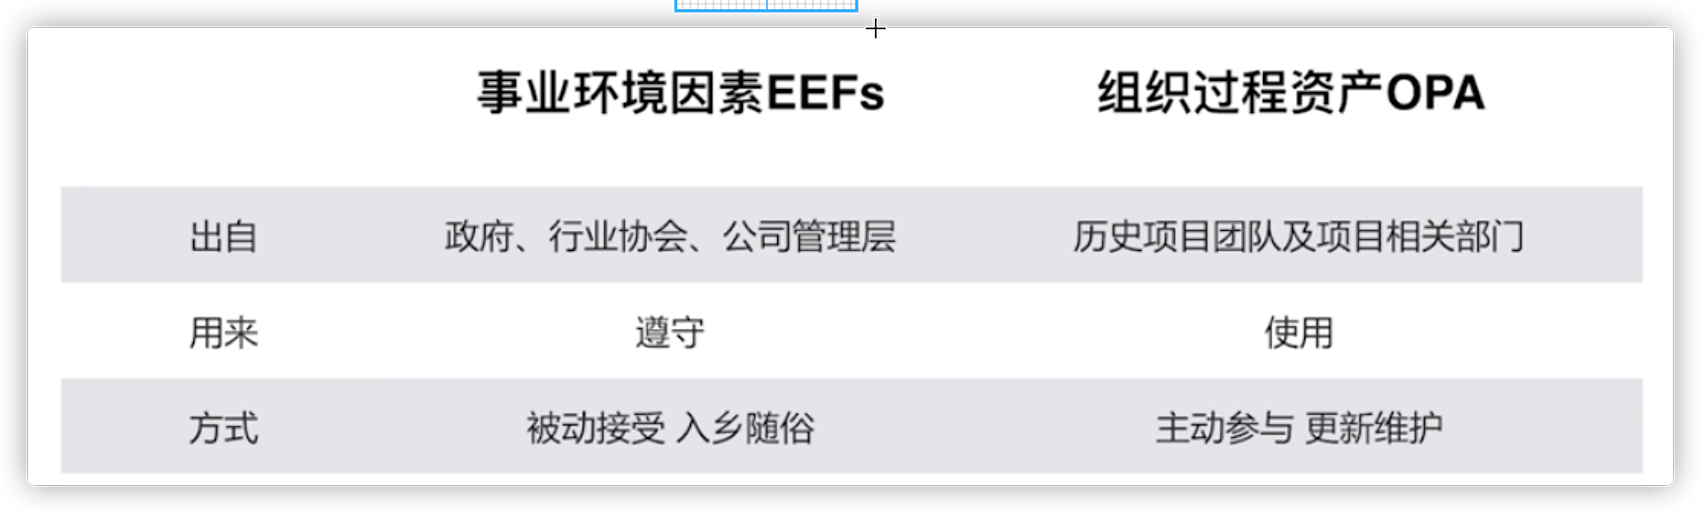 事业环境因素EEFs 组织过程资产OPA
出自 政府、行业协会、公司管理层 历史项目团队及项目相关部门
用来 遵守 使用
方式 被动接受 入乡随俗 主动参与 更新维护